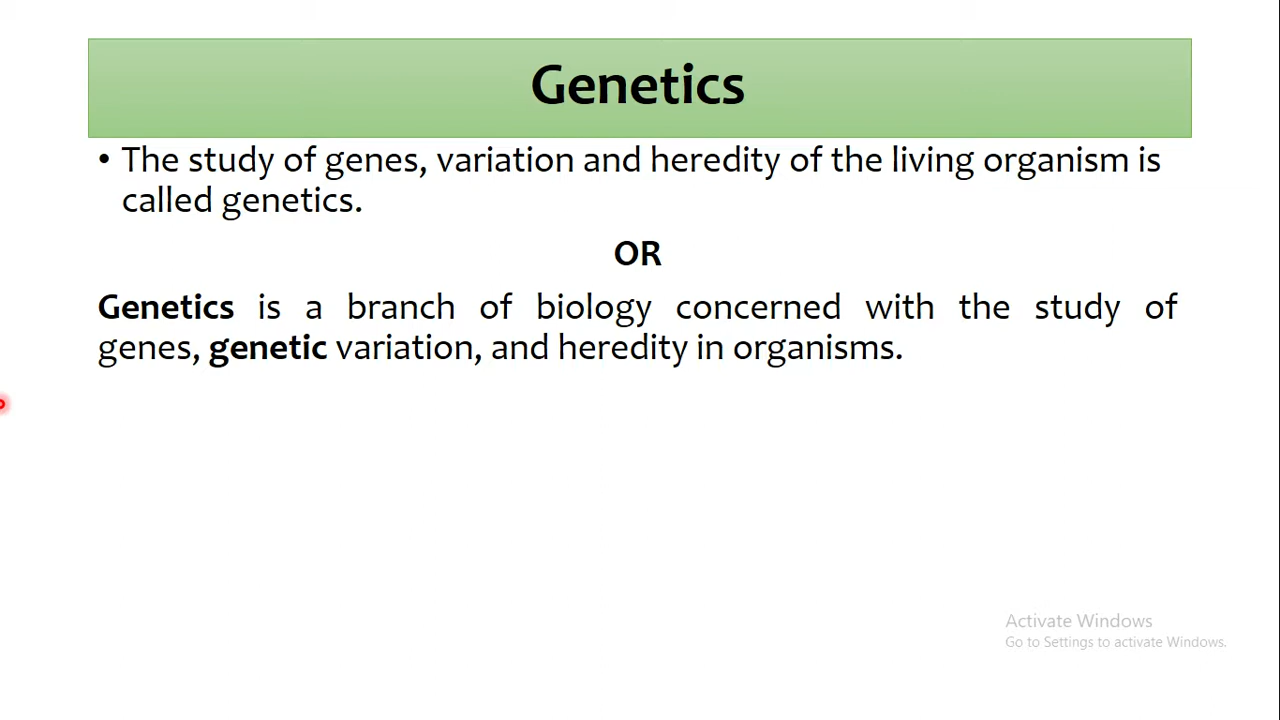 Genetics
• The study of genes, variation and heredity of the living organism is
called genetics.
OR
Genetics is a branch of biology concerned with the study of
genes, genetic variation, and heredity in organisms.
Activate Windows
Go to Settings to activate Windows.